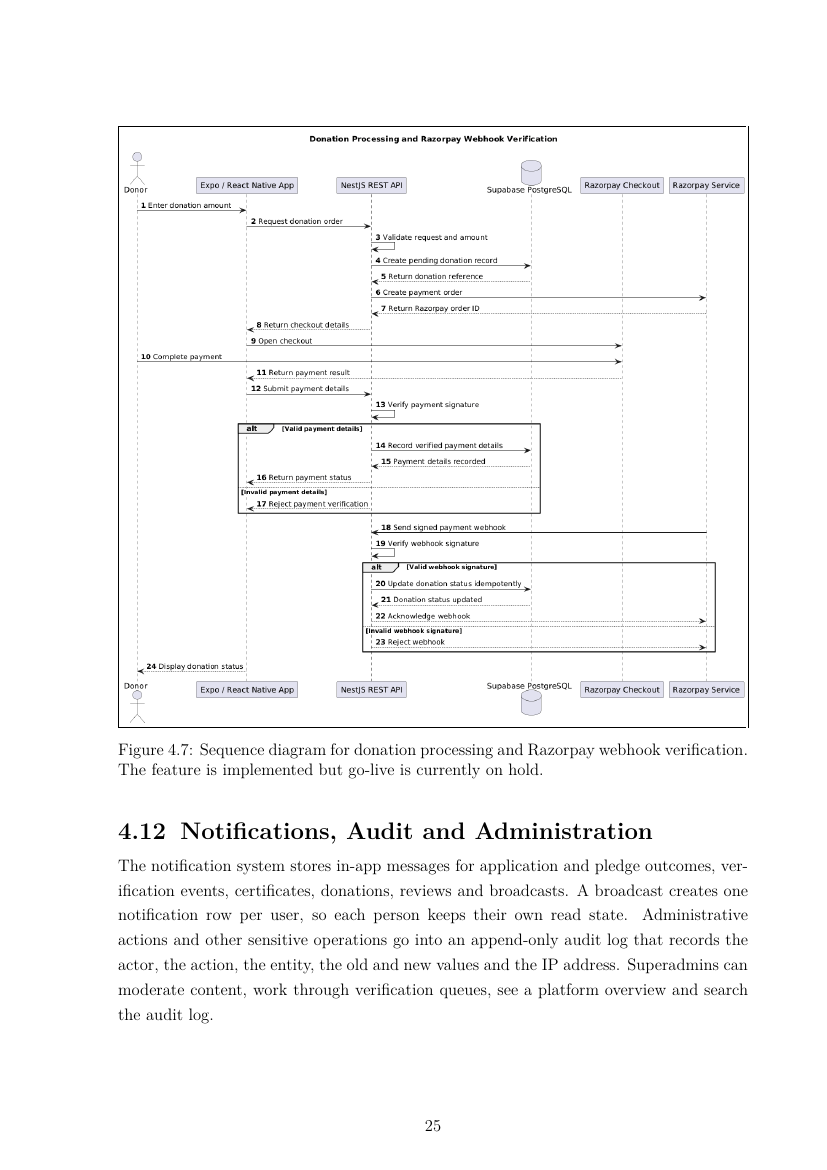 Donation Processing and Razorpay Webhook Verification
Donor
Expo / React Native App
NestJS REST API
Supabase PostgreSQL
Razorpay Checkout
Razorpay Service
1 Enter donation amount
2 Request donation order
3 Validate request and amount
4 Create pending donation record
5 Return donation reference
6 Create payment order
7 Return Razorpay order ID
8 Return checkout details
9 Open checkout
10 Complete payment
11 Return payment result
12 Submit payment details
13 Verify payment signature
alt [Valid payment details]
14 Record verified payment details
15 Payment details recorded
16 Return payment status
[Invalid payment details]
17 Reject payment verification
18 Send signed payment webhook
19 Verify webhook signature
alt [Valid webhook signature]
20 Update donation status idempotently
21 Donation status updated
22 Acknowledge webhook
[Invalid webhook signature]
23 Reject webhook
24 Display donation status
Donor
Expo / React Native App
NestJS REST API
Supabase PostgreSQL
Razorpay Checkout
Razorpay Service
Figure 4.7: Sequence diagram for donation processing and Razorpay webhook verification.
The feature is implemented but go-live is currently on hold.
4.12 Notifications, Audit and Administration
The notification system stores in-app messages for application and pledge outcomes, ver-
ification events, certificates, donations, reviews and broadcasts. A broadcast creates one
notification row per user, so each person keeps their own read state. Administrative
actions and other sensitive operations go into an append-only audit log that records the
actor, the action, the entity, the old and new values and the IP address. Superadmins can
moderate content, work through verification queues, see a platform overview and search
the audit log.
25